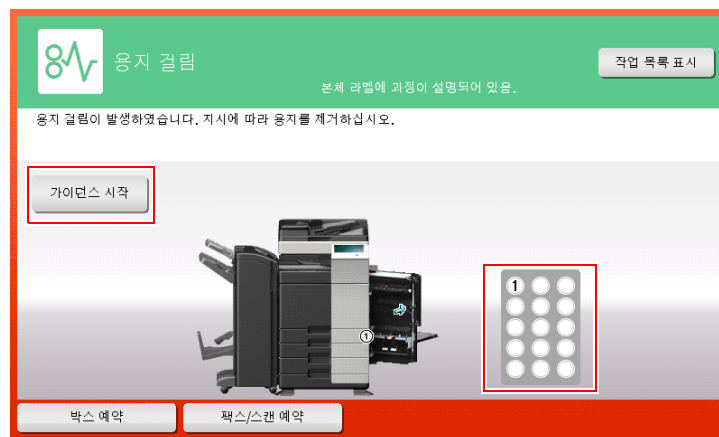 용지 걸림
작업 목록 표시
본체 라벨에 과정이 설명되어 있음.
용지 걸림이 발생하였습니다. 지시에 따라 용지를 제거하십시오.
가이던스 시작
1
1
박스 예약
팩스/스캔 예약